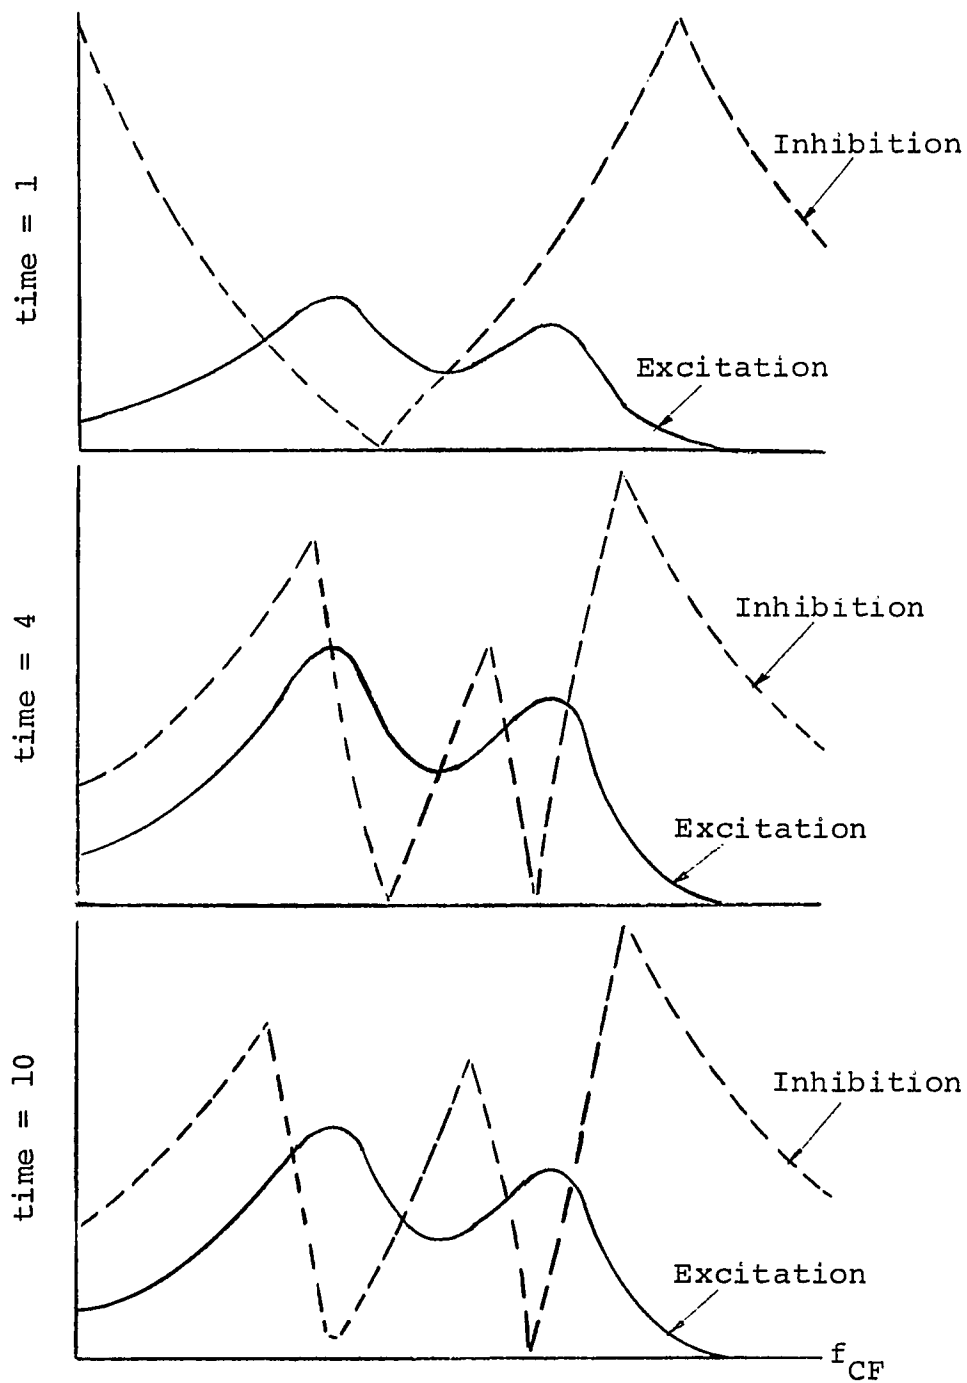 time = 1
Inhibition
Excitation
time = 4
Inhibition
Excitation
time = 10
Inhibition
Excitation
fCF